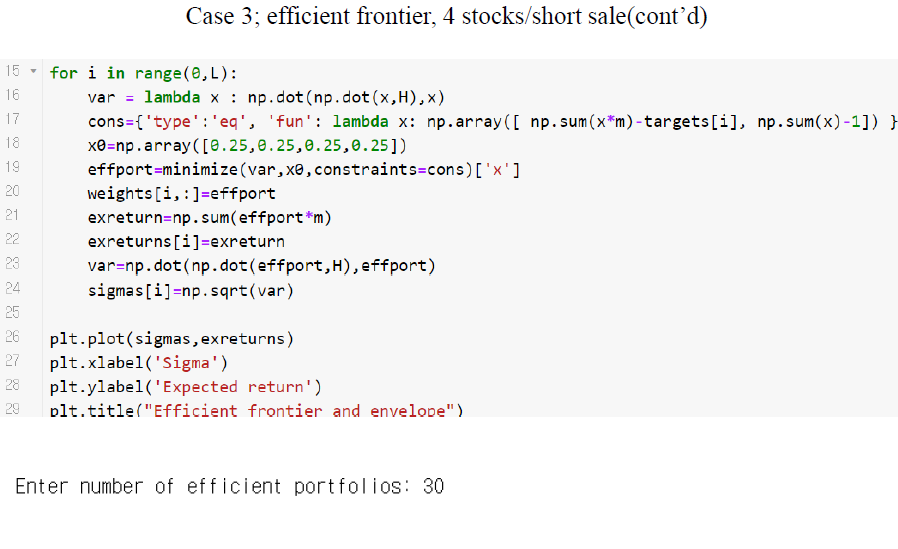 Case 3; efficient frontier, 4 stocks/short sale(cont’d)
15 for i in range(0,L):
16 var = lambda x : np.dot(np.dot(x,H),x)
17 cons={'type':'eq', 'fun': lambda x: np.array([ np.sum(x*m)-targets[i], np.sum(x)-1]) }
18 x0=np.array([0.25,0.25,0.25,0.25])
19 effport=minimize(var,x0,constraints=cons)['x']
20 weights[i,:]=effport
21 exreturn=np.sum(effport*m)
22 exreturns[i]=exreturn
23 var=np.dot(np.dot(effport,H),effport)
24 sigmas[i]=np.sqrt(var)
25
26 plt.plot(sigmas,exreturns)
27 plt.xlabel('Sigma')
28 plt.ylabel('Expected return')
29 plt.title("Efficient frontier and envelope")
Enter number of efficient portfolios: 30